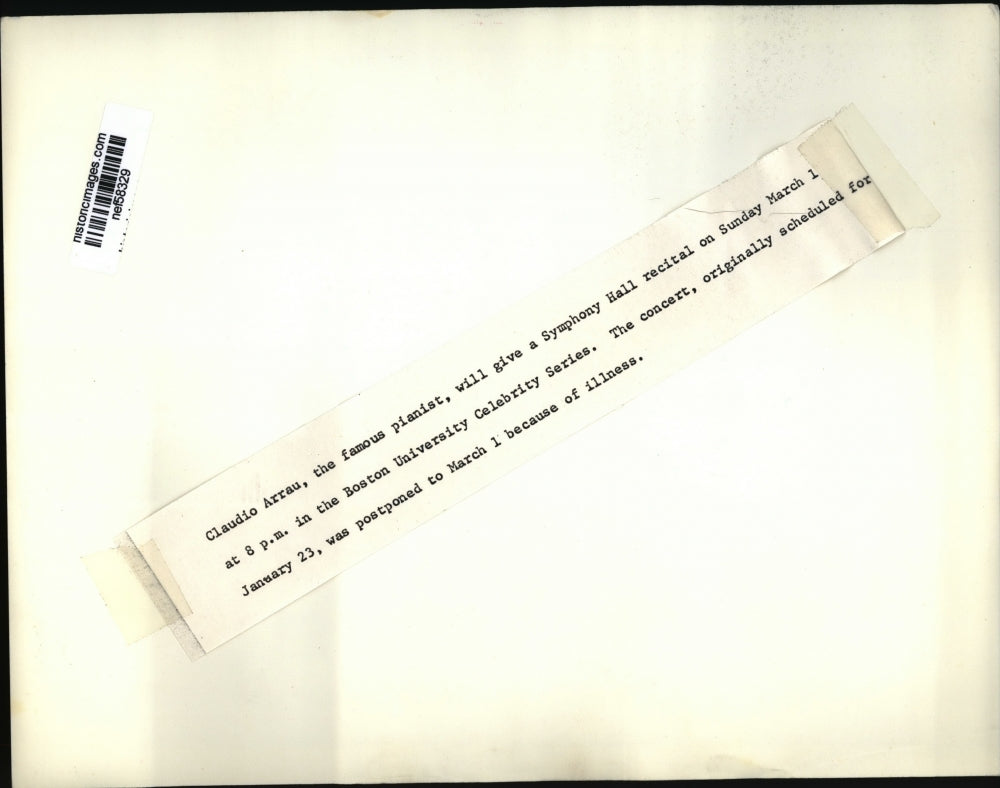 historicimages.com
nef58329
Claudio Arrau, the famous pianist, will give a Symphony Hall recital on Sunday March 1
at 8 p.m. in the Boston University Celebrity Series. The concert, originally scheduled for
January 23, was postponed to March 1 because of illness.